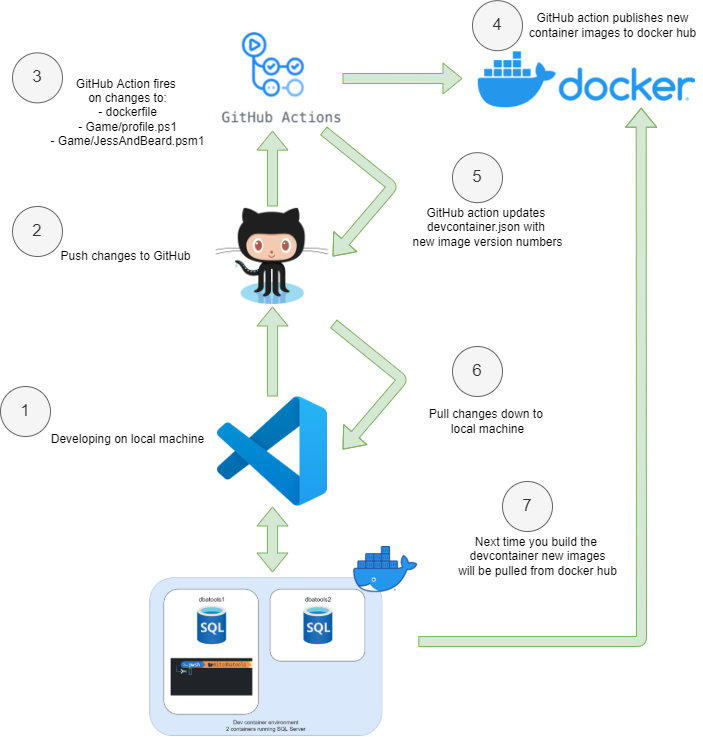 4
GitHub action publishes new
container images to docker hub
docker
3
GitHub Action fires
on changes to:
- dockerfile
- Game/profile.ps1
- Game/JessAndBeard.psm1
GitHub Actions
5
GitHub action updates
devcontainer.json with
new image version numbers
2
Push changes to GitHub
6
Pull changes down to
local machine
1
Developing on local machine
7
Next time you build the
devcontainer new images
will be pulled from docker hub
dbatools1
SQL
pwsh
dbatools2
SQL
Dev container environment
2 containers running SQL Server